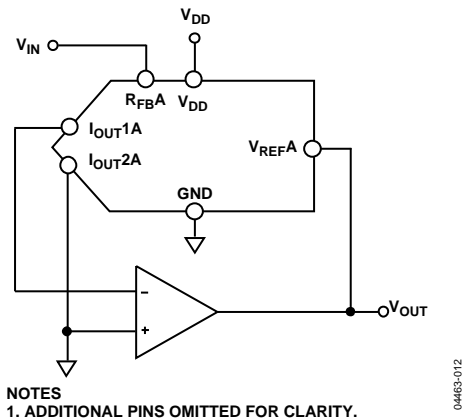 VDD
VIN
RFBA
VDD
IOUT1A
VREFA
IOUT2A
GND
–
+
VOUT
NOTES
1. ADDITIONAL PINS OMITTED FOR CLARITY.
04463-012